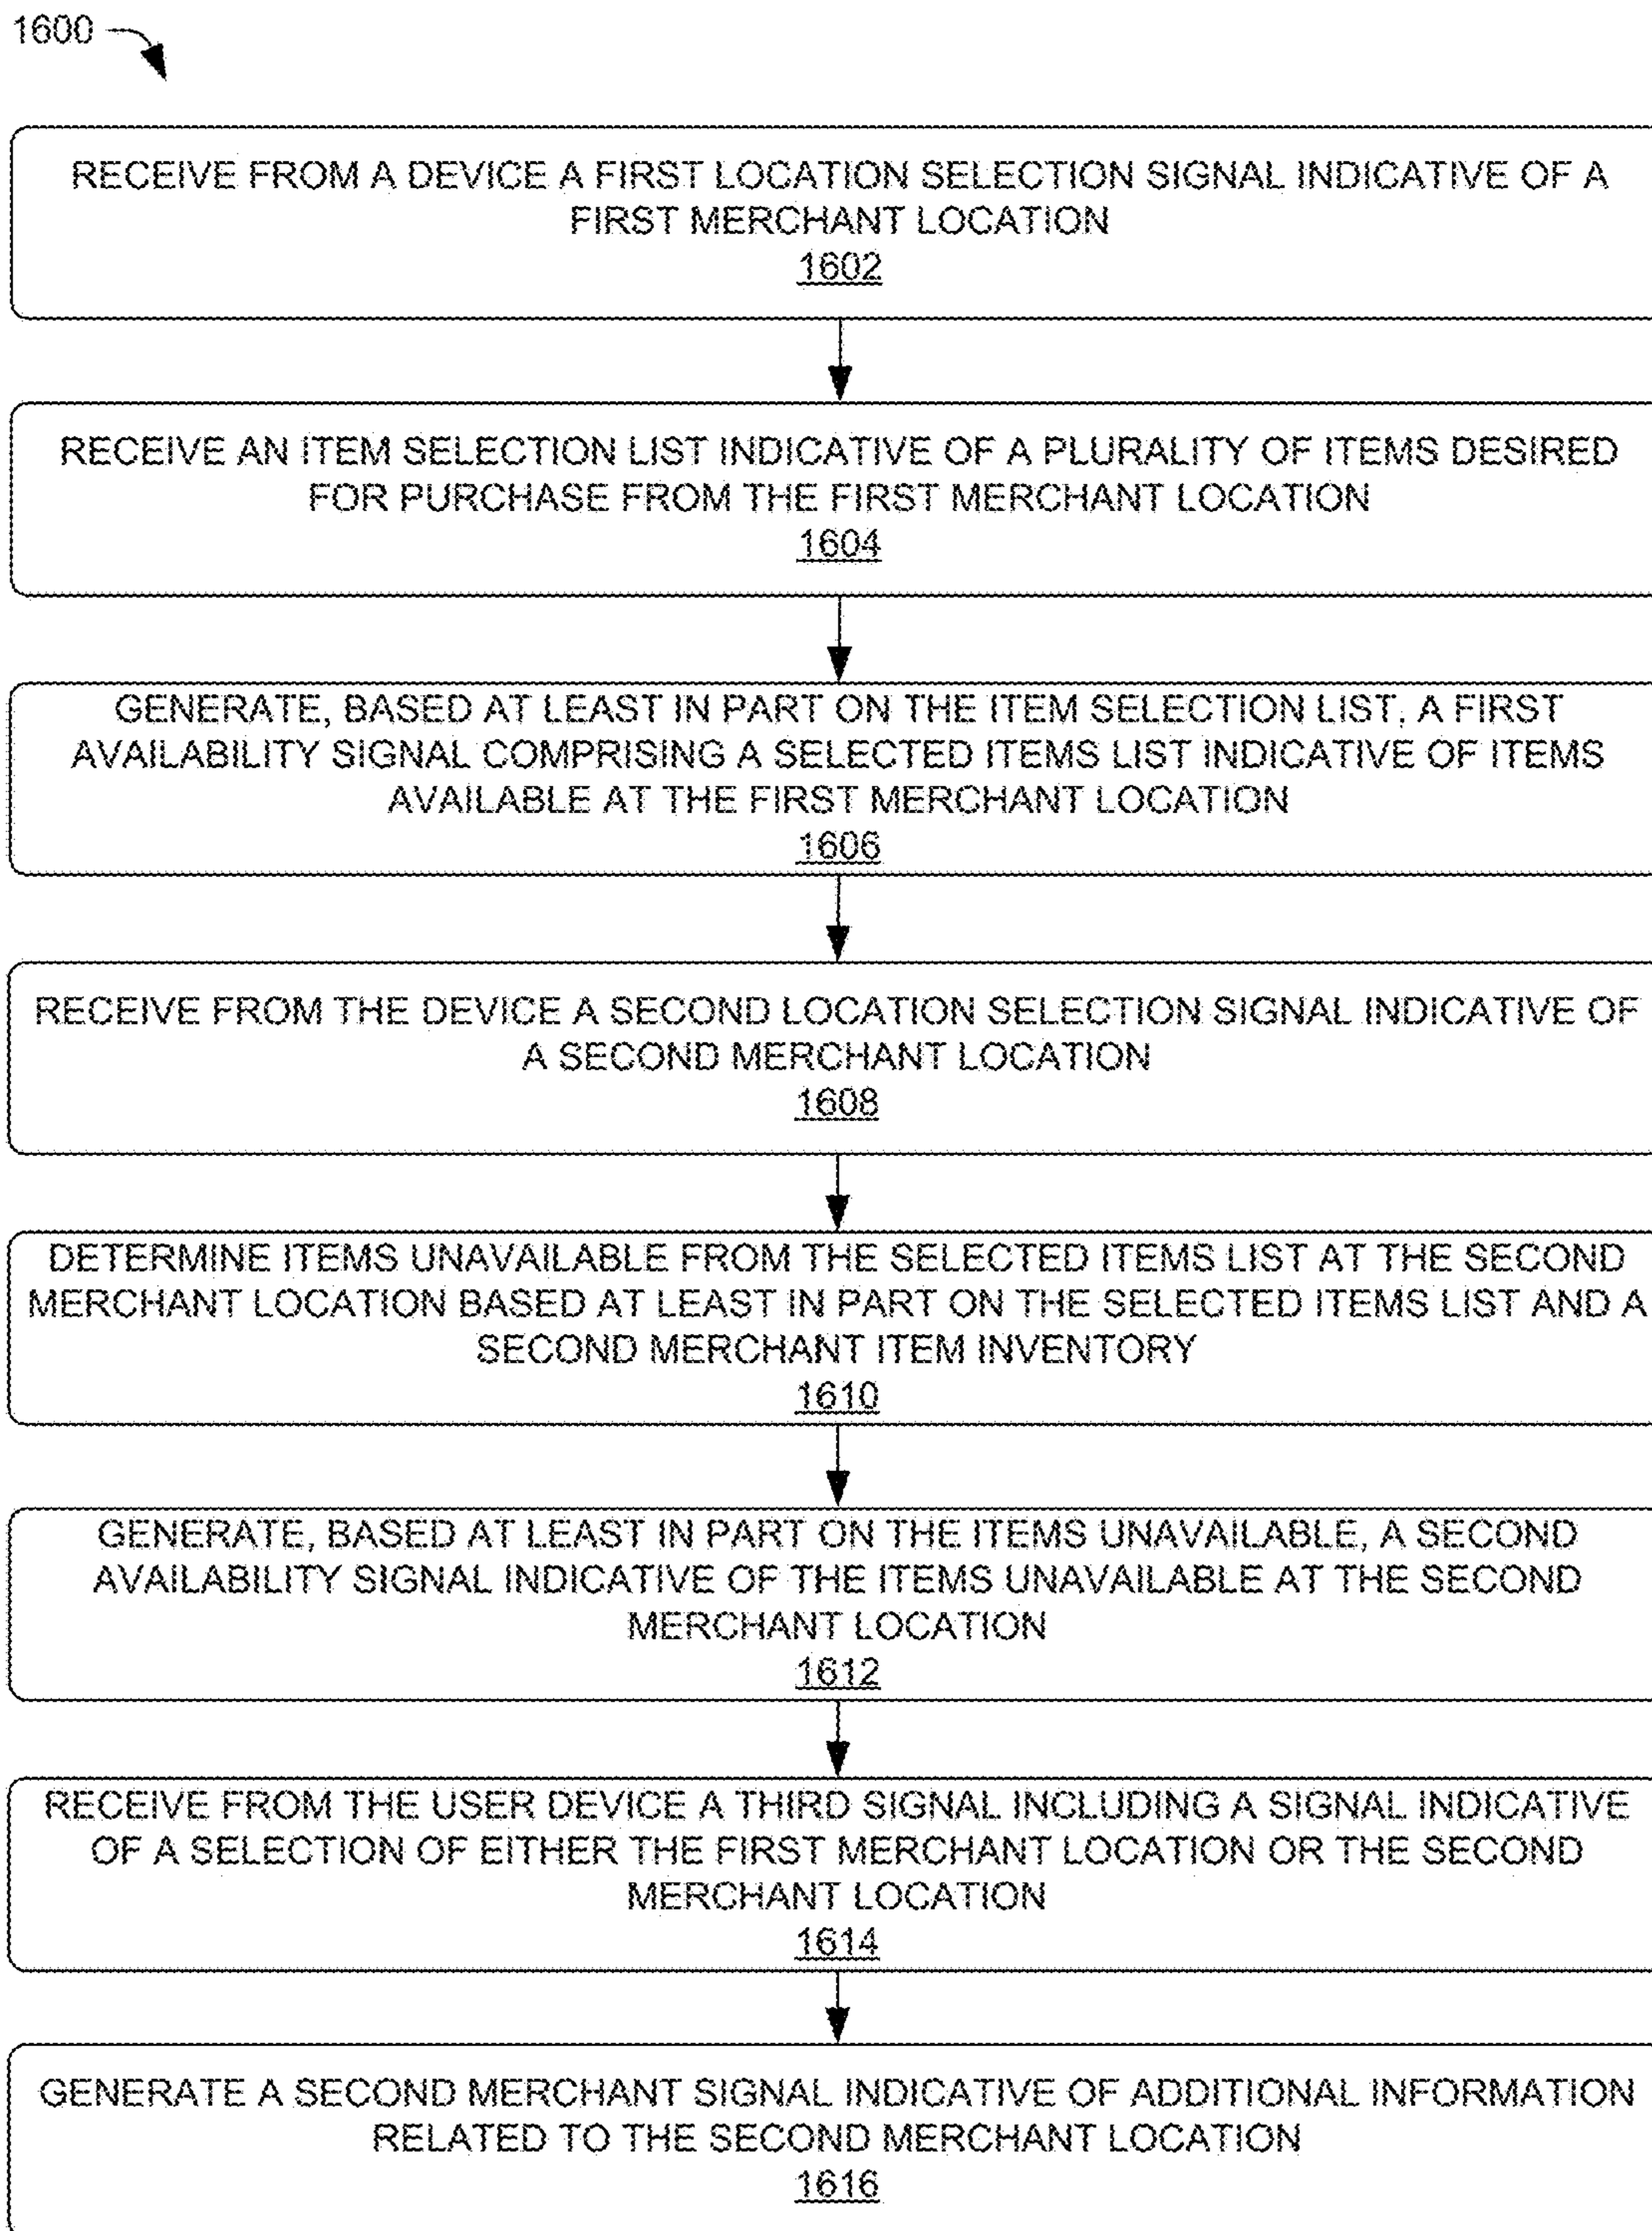 1600
RECEIVE FROM A DEVICE A FIRST LOCATION SELECTION SIGNAL INDICATIVE OF A
FIRST MERCHANT LOCATION
1602
RECEIVE AN ITEM SELECTION LIST INDICATIVE OF A PLURALITY OF ITEMS DESIRED
FOR PURCHASE FROM THE FIRST MERCHANT LOCATION
1604
GENERATE, BASED AT LEAST IN PART ON THE ITEM SELECTION LIST, A FIRST
AVAILABILITY SIGNAL COMPRISING A SELECTED ITEMS LIST INDICATIVE OF ITEMS
AVAILABLE AT THE FIRST MERCHANT LOCATION
1606
RECEIVE FROM THE DEVICE A SECOND LOCATION SELECTION SIGNAL INDICATIVE OF
A SECOND MERCHANT LOCATION
1608
DETERMINE ITEMS UNAVAILABLE FROM THE SELECTED ITEMS LIST AT THE SECOND
MERCHANT LOCATION BASED AT LEAST IN PART ON THE SELECTED ITEMS LIST AND A
SECOND MERCHANT ITEM INVENTORY
1610
GENERATE, BASED AT LEAST IN PART ON THE ITEMS UNAVAILABLE, A SECOND
AVAILABILITY SIGNAL INDICATIVE OF THE ITEMS UNAVAILABLE AT THE SECOND
MERCHANT LOCATION
1612
RECEIVE FROM THE USER DEVICE A THIRD SIGNAL INCLUDING A SIGNAL INDICATIVE
OF A SELECTION OF EITHER THE FIRST MERCHANT LOCATION OR THE SECOND
MERCHANT LOCATION
1614
GENERATE A SECOND MERCHANT SIGNAL INDICATIVE OF ADDITIONAL INFORMATION
RELATED TO THE SECOND MERCHANT LOCATION
1616